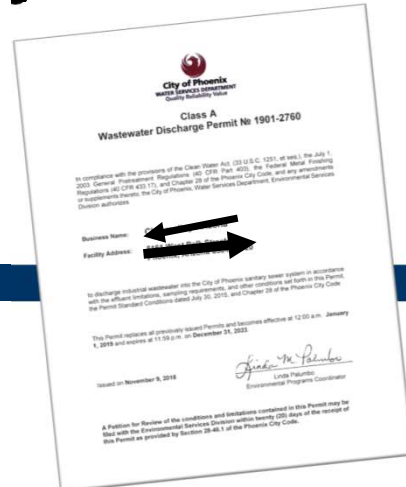 City of Phoenix
WATER SERVICES DEPARTMENT
Quality Reliability Value
Class A
Wastewater Discharge Permit № 1901-2760
In compliance with the provisions of the Clean Water Act, (33 U.S.C. 1251, et seq.), the July 1,
2003 General Pretreatment Regulations (40 CFR Part 403), the Federal Metal Finishing
Regulations (40 CFR 433.17), and Chapter 28 of the Phoenix City Code, and any amendments
or supplements thereto, the City of Phoenix, Water Services Department, Environmental Services
Division authorizes
Business Name:
Facility Address:
to discharge industrial wastewater into the City of Phoenix sanitary sewer system in accordance
with the effluent limitations, sampling requirements, and other conditions set forth in this Permit,
the Permit Standard Conditions dated July 30, 2015, and Chapter 28 of the Phoenix City Code
This Permit replaces all previously issued Permits and becomes effective at 12:00 a.m. January
1, 2019 and expires at 11:59 p.m. on December 31, 2023.
Issued on November 9, 2018
Linda M. Palumbo
Linda Palumbo
Environmental Programs Coordinator
A Petition for Review of the conditions and limitations contained in this Permit may be
filed with the Environmental Services Division within twenty (20) days of the receipt of
this Permit as provided by Section 28-48.1 of the Phoenix City Code.